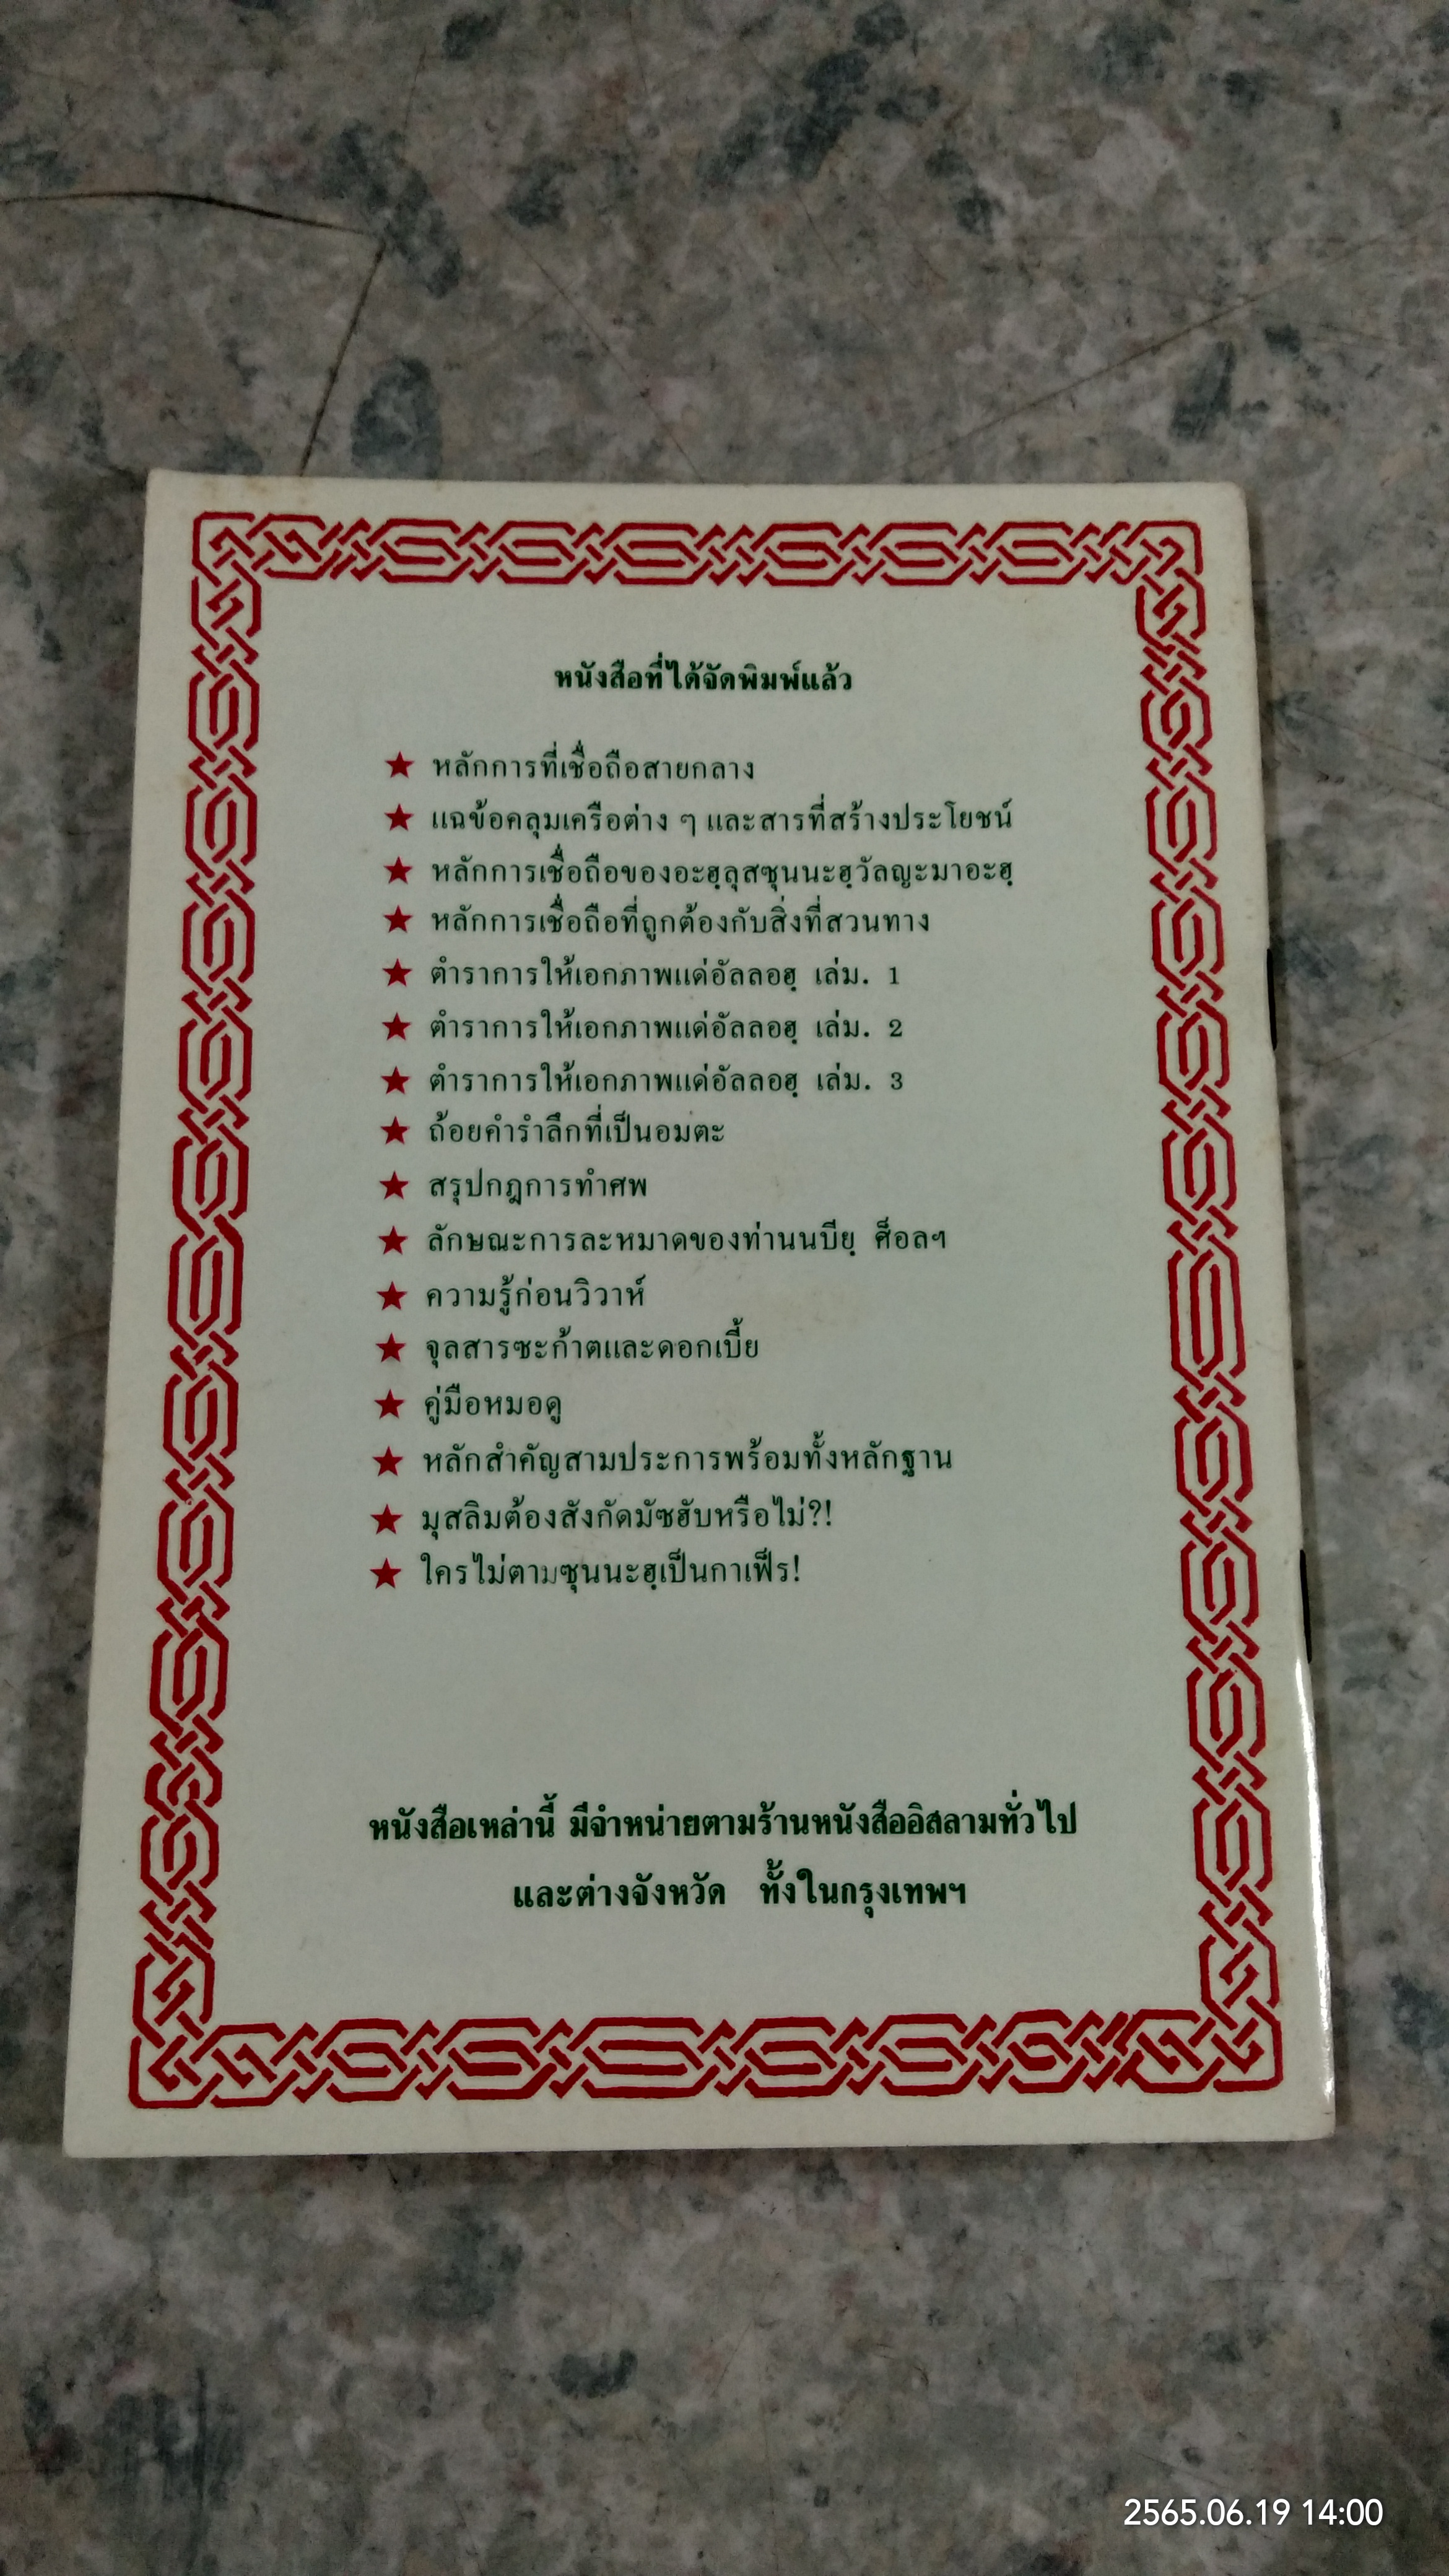 หนังสือที่ได้จัดพิมพ์แล้ว
★ หลักการที่เชื่อถือสายกลาง
★ แฉข้อคลุมเครือต่าง ๆ และสารที่สร้างประโยชน์
★ หลักการเชื่อถือของอะฮฺลุสซุนนะฮฺวัลญะมาอะฮฺ
★ หลักการเชื่อถือที่ถูกต้องกับสิ่งที่สวนทาง
★ ตำราการให้เอกภาพแด่อัลลอฮฺ เล่ม. 1
★ ตำราการให้เอกภาพแด่อัลลอฮฺ เล่ม. 2
★ ตำราการให้เอกภาพแด่อัลลอฮฺ เล่ม. 3
★ ถ้อยคำรำลึกที่เป็นอมตะ
★ สรุปกฎการทำศพ
★ ลักษณะการละหมาดของท่านนบียฺ ศ็อลฯ
★ ความรู้ก่อนวิวาห์
★ จุลสารซะก้าตและดอกเบี้ย
★ คู่มือหมอดู
★ หลักสำคัญสามประการพร้อมทั้งหลักฐาน
★ มุสลิมต้องสังกัดมัซฮับหรือไม่?!
★ ใครไม่ตามซุนนะฮฺเป็นกาเฟ็ร!
หนังสือเหล่านี้ มีจำหน่ายตามร้านหนังสืออิสลามทั่วไป
และต่างจังหวัด ทั้งในกรุงเทพฯ
2565.06.19 14:00